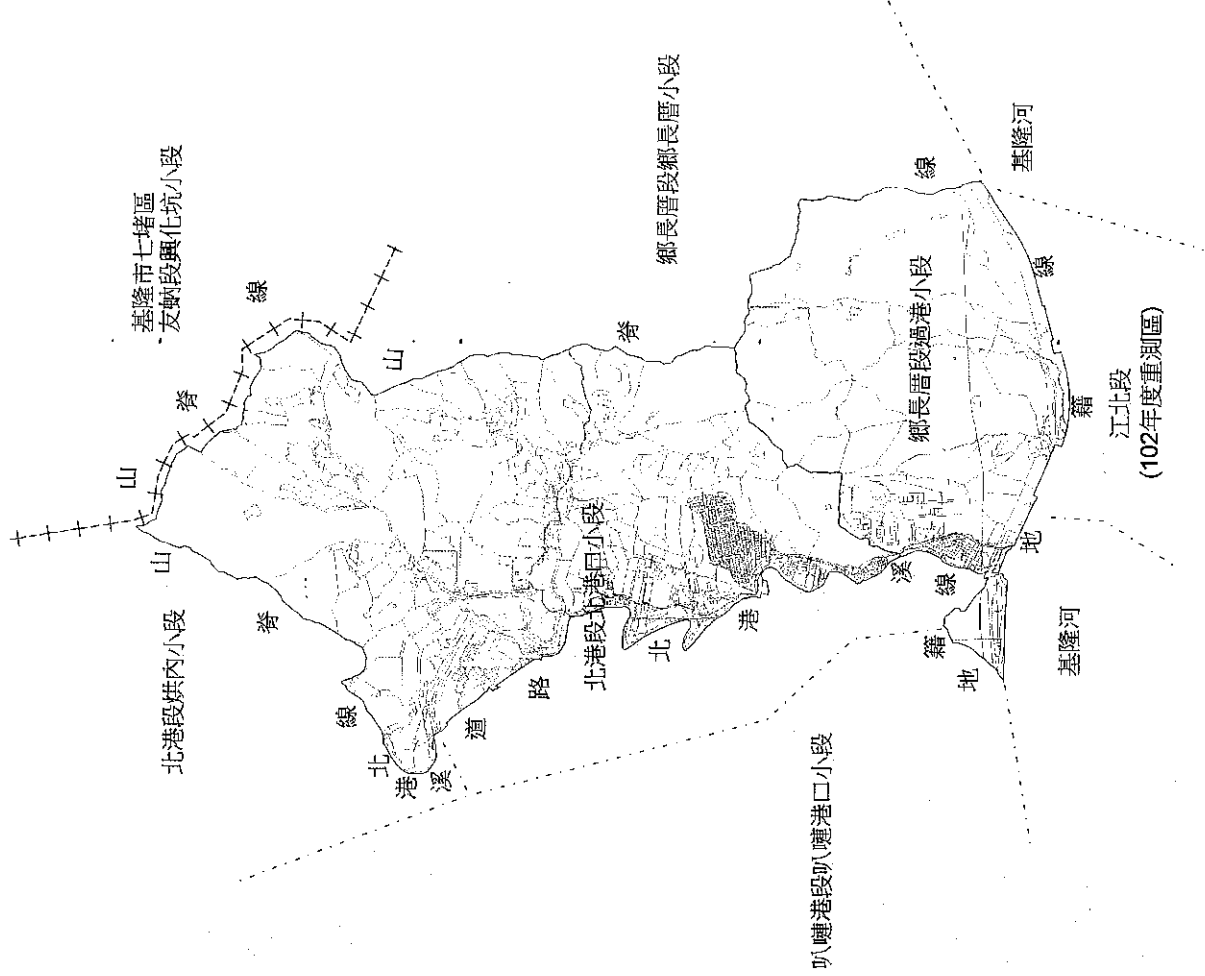 基隆市七堵區
友蚋段興化坑小段
鄉長厝段鄉長厝小段
基隆河
線
脊
山
山
脊
線
山
脊
線
北港段烘內小段
北
港
溪
道
路
北港段北港口小段
北
港
溪
鄉長厝段過港小段
線
籍
地
線
籍
地
江北段
(102年度重測區)
基隆河
叭嗹港段叭嗹港口小段